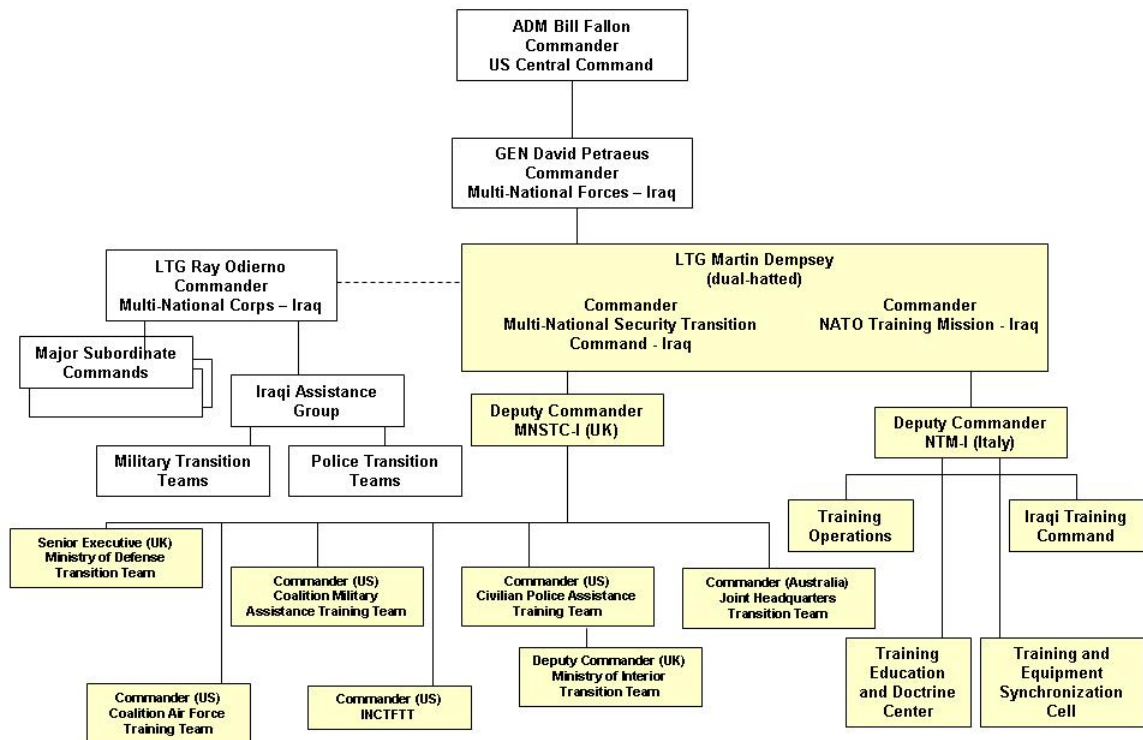 ADM Bill Fallon
Commander
US Central Command
GEN David Petraeus
Commander
Multi-National Forces – Iraq
LTG Ray Odierno
Commander
Multi-National Corps – Iraq
LTG Martin Dempsey
(dual-hatted)
Commander
Multi-National Security Transition
Command - Iraq
Commander
NATO Training Mission - Iraq
Major Subordinate
Commands
Iraqi Assistance
Group
Military Transition
Teams
Police Transition
Teams
Deputy Commander
MNSTC-I (UK)
Deputy Commander
NTM-I (Italy)
Training
Operations
Iraqi Training
Command
Senior Executive (UK)
Ministry of Defense
Transition Team
Commander (US)
Coalition Military
Assistance Training Team
Commander (US)
Civilian Police Assistance
Training Team
Commander (Australia)
Joint Headquarters
Transition Team
Deputy Commander (UK)
Ministry of Interior
Transition Team
Commander (US)
Coalition Air Force
Training Team
Commander (US)
INCTFTT
Training
Education
and Doctrine
Center
Training and
Equipment
Synchronization
Cell